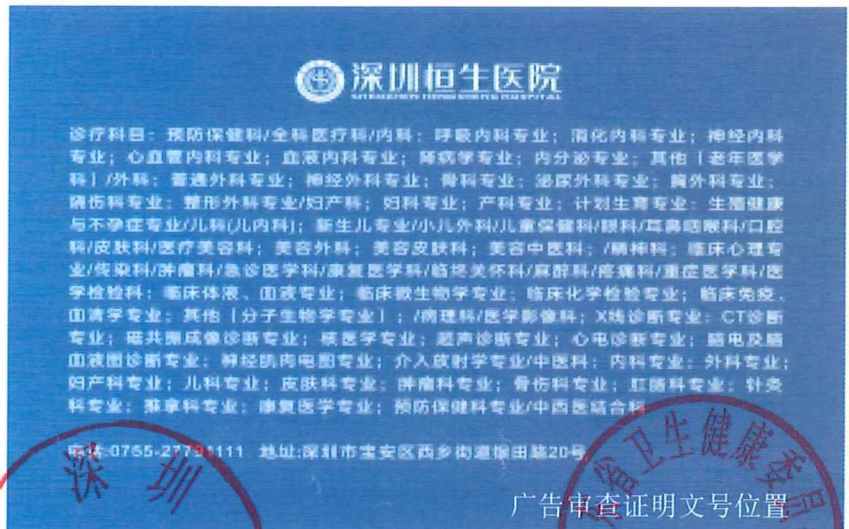 深圳恒生医院
SHENZHEN HENGSHENG HOSPITAL
诊疗科目：预防保健科/全科医疗科/内科；呼吸内科专业；消化内科专业；神经内科
专业；心血管内科专业；血液内科专业；肾病学专业；内分泌专业；其他（老年医学
科）/外科；普通外科专业；神经外科专业；骨科专业；泌尿外科专业；胸外科专业；
烧伤科专业；整形外科专业/妇产科；妇科专业；产科专业；计划生育专业；生殖健康
与不孕症专业/儿科(儿内科)；新生儿专业/小儿外科/儿童保健科/眼科/耳鼻咽喉科/口腔
科/皮肤科/医疗美容科；美容外科；美容皮肤科；美容中医科；/精神科；临床心理专
业/传染科/肿瘤科/急诊医学科/康复医学科/临终关怀科/麻醉科/疼痛科/重症医学科/医
学检验科；临床体液、血液专业；临床微生物学专业；临床化学检验专业；临床免疫、
血清学专业；其他（分子生物学专业）；/病理科/医学影像科；X线诊断专业；CT诊断
专业；磁共振成像诊断专业；核医学专业；超声诊断专业；心电诊断专业；脑电及脑
血流图诊断专业；神经肌肉电图专业；介入放射学专业/中医科；内科专业；外科专业；
妇产科专业；儿科专业；皮肤科专业；肿瘤科专业；骨伤科专业；肛肠科专业；针灸
科专业；推拿科专业；康复医学专业；预防保健科专业/中西医结合科
电话:0755-27791111 地址:深圳市宝安区西乡街道银田路20号
广告审查证明文号位置
深圳
省卫生健康委员